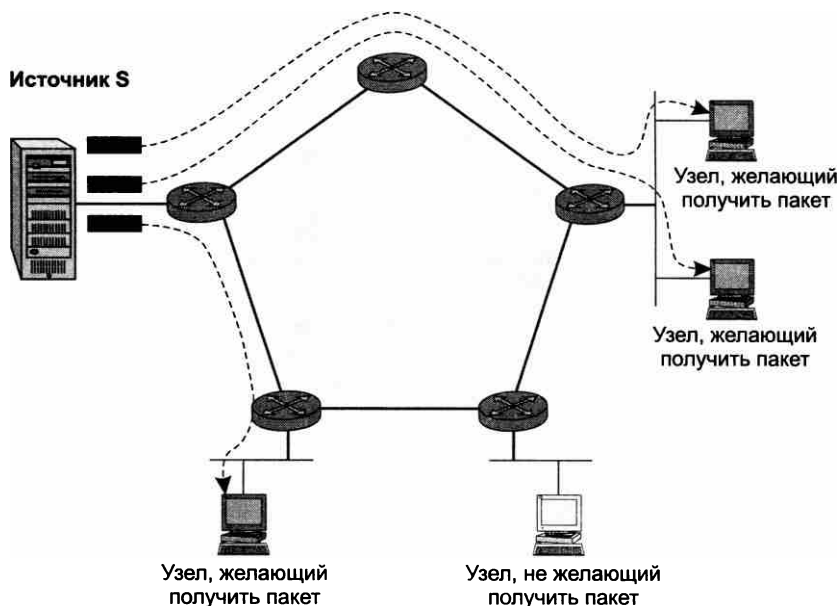 Источник S
Узел, желающий
получить пакет
Узел, желающий
получить пакет
Узел, желающий
получить пакет
Узел, не желающий
получить пакет